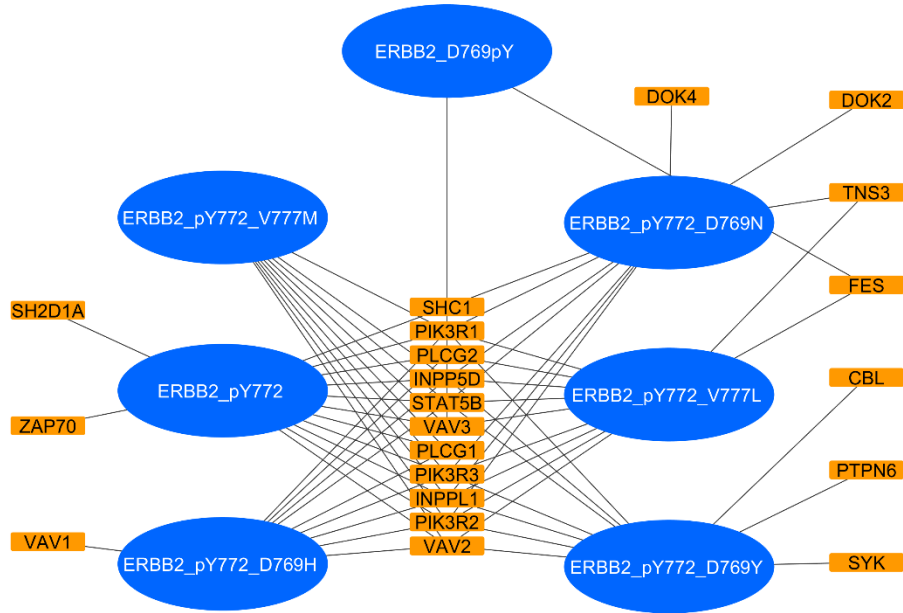 ERBB2_D769pY
DOK4
DOK2
TNS3
ERBB2_pY772_V777M
ERBB2_pY772_D769N
FES
SH2D1A
SHC1
PIK3R1
PLCG2
INPP5D
STAT5B
VAV3
PLCG1
PIK3R3
INPPL1
PIK3R2
VAV2
ERBB2_pY772
ERBB2_pY772_V777L
CBL
ZAP70
PTPN6
VAV1
ERBB2_pY772_D769H
ERBB2_pY772_D769Y
SYK